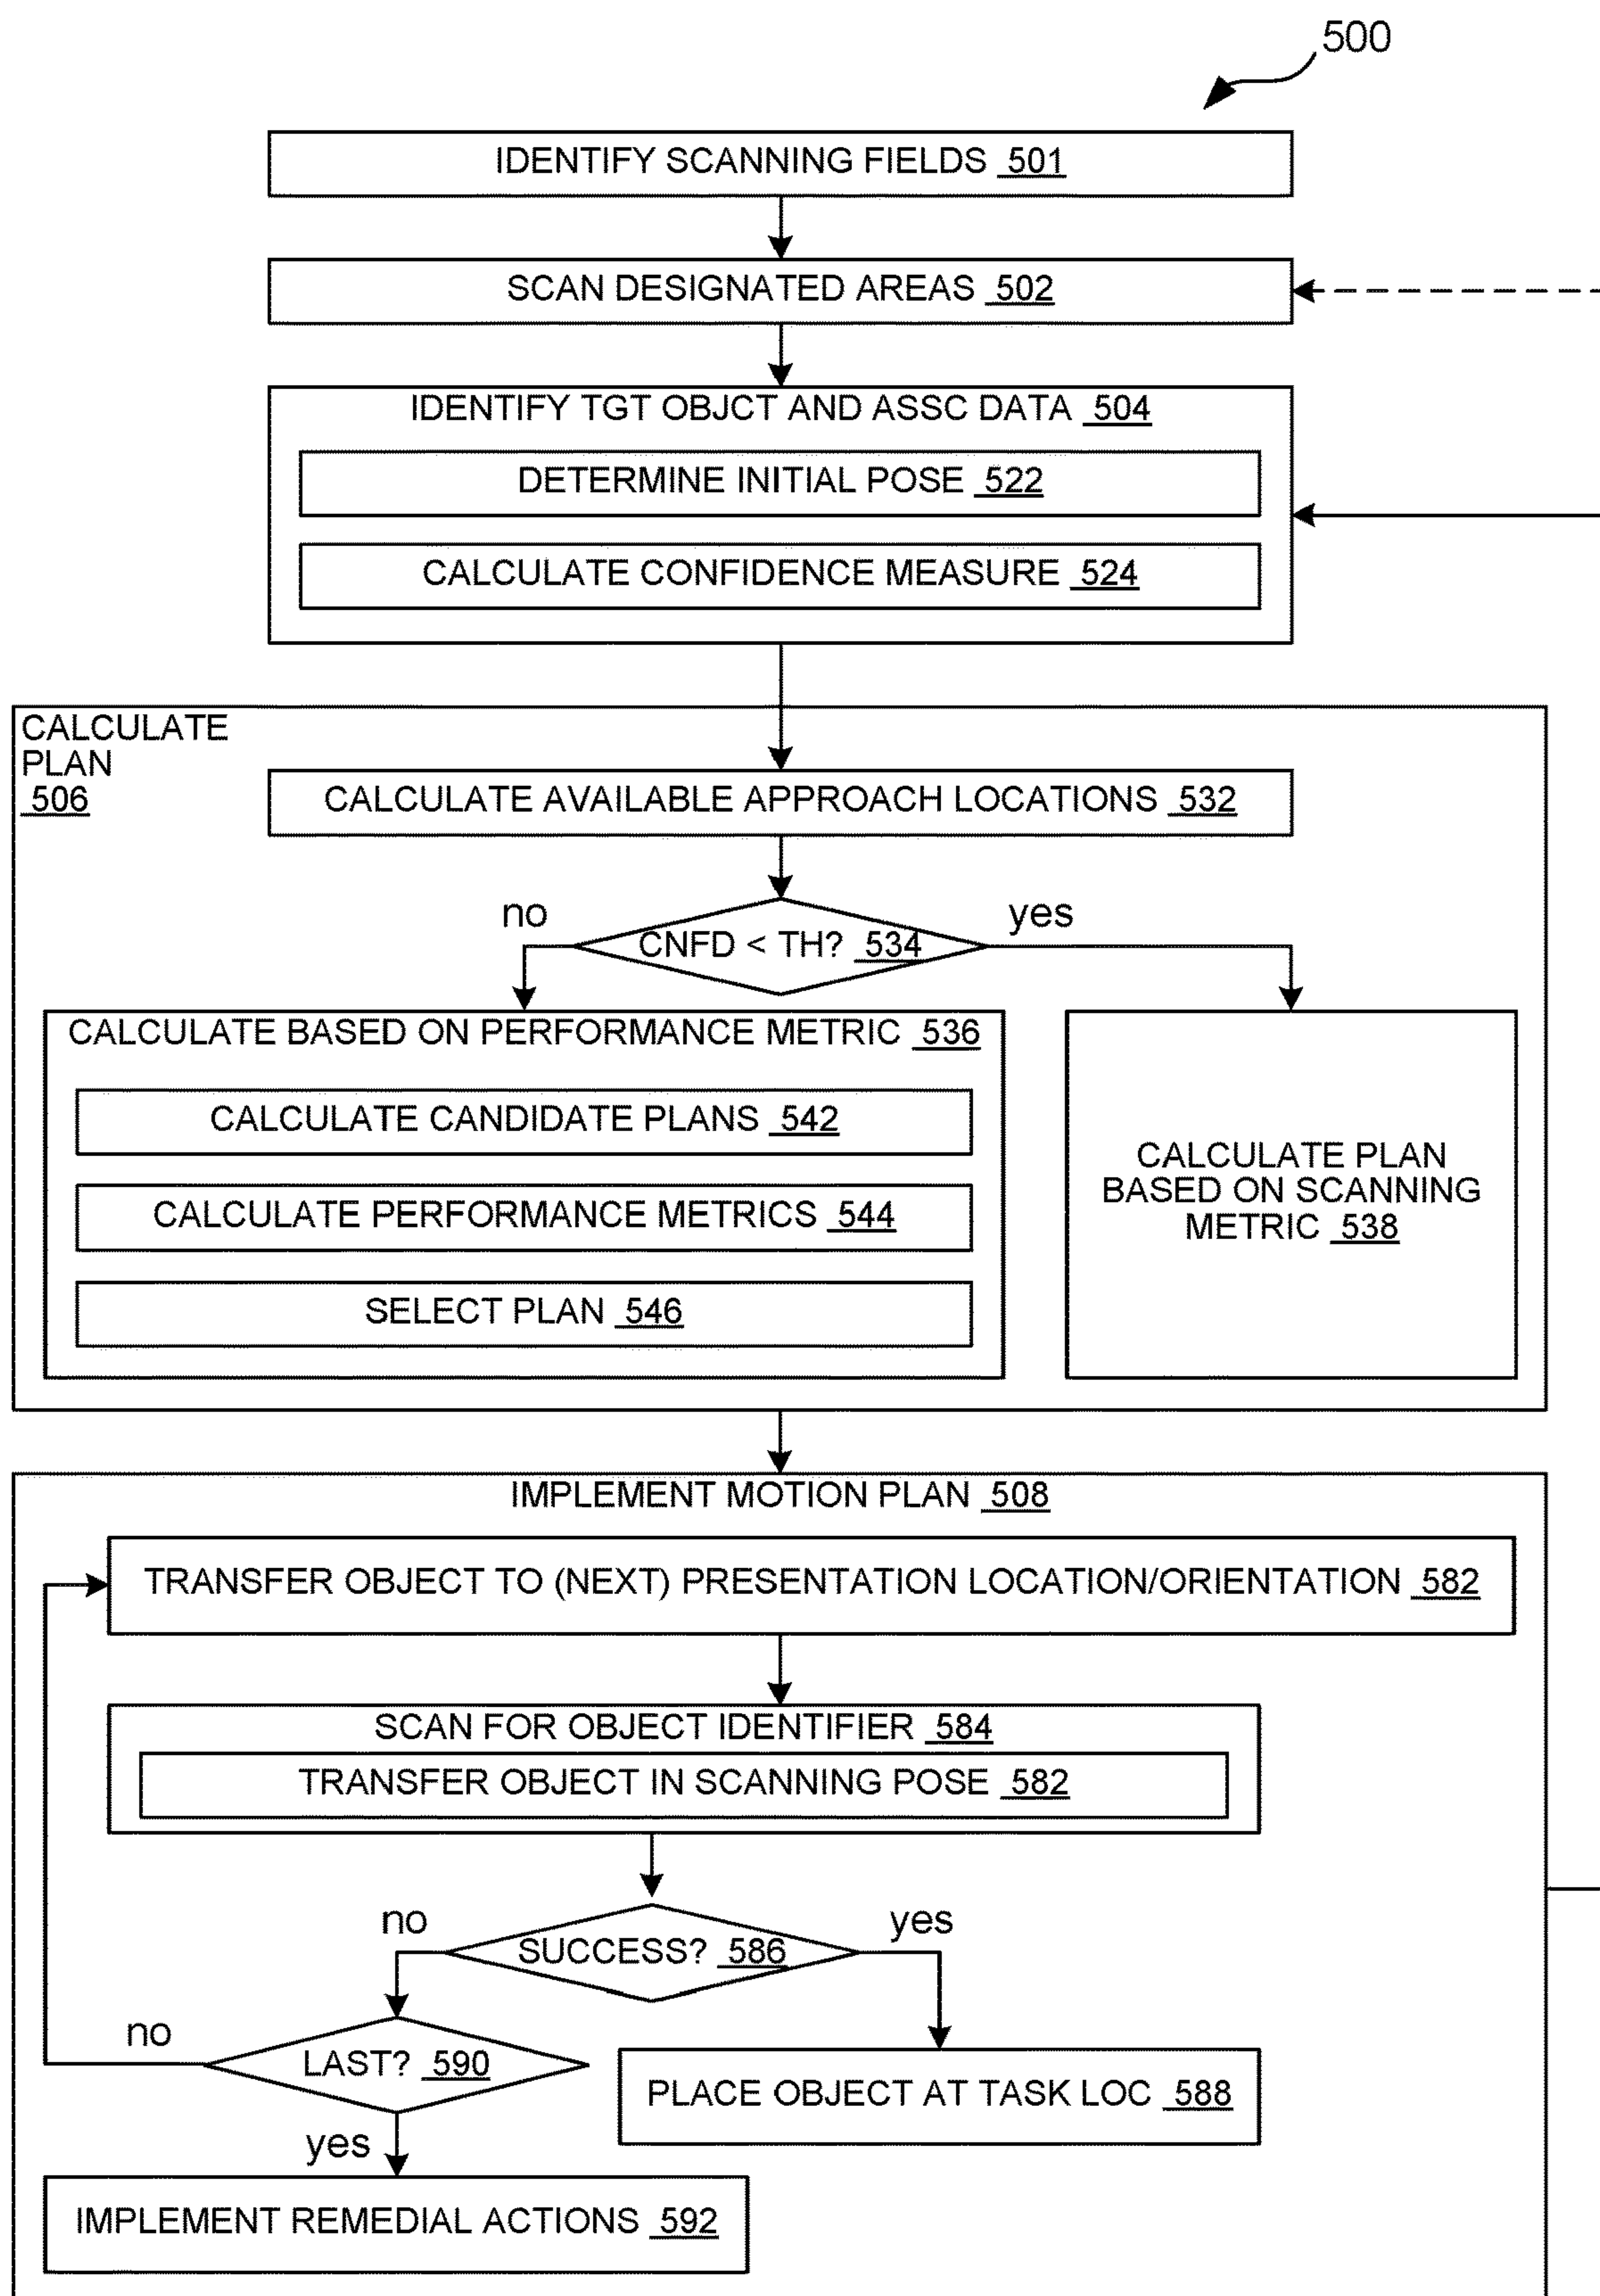 500
IDENTIFY SCANNING FIELDS 501
SCAN DESIGNATED AREAS 502
IDENTIFY TGT OBJCT AND ASSC DATA 504
DETERMINE INITIAL POSE 522
CALCULATE CONFIDENCE MEASURE 524
CALCULATE
PLAN
506
CALCULATE AVAILABLE APPROACH LOCATIONS 532
no
yes
CNFD < TH? 534
CALCULATE BASED ON PERFORMANCE METRIC 536
CALCULATE CANDIDATE PLANS 542
CALCULATE PERFORMANCE METRICS 544
SELECT PLAN 546
CALCULATE PLAN
BASED ON SCANNING
METRIC 538
IMPLEMENT MOTION PLAN 508
TRANSFER OBJECT TO (NEXT) PRESENTATION LOCATION/ORIENTATION 582
SCAN FOR OBJECT IDENTIFIER 584
TRANSFER OBJECT IN SCANNING POSE 582
no
yes
SUCCESS? 586
no
LAST? 590
PLACE OBJECT AT TASK LOC 588
yes
IMPLEMENT REMEDIAL ACTIONS 592